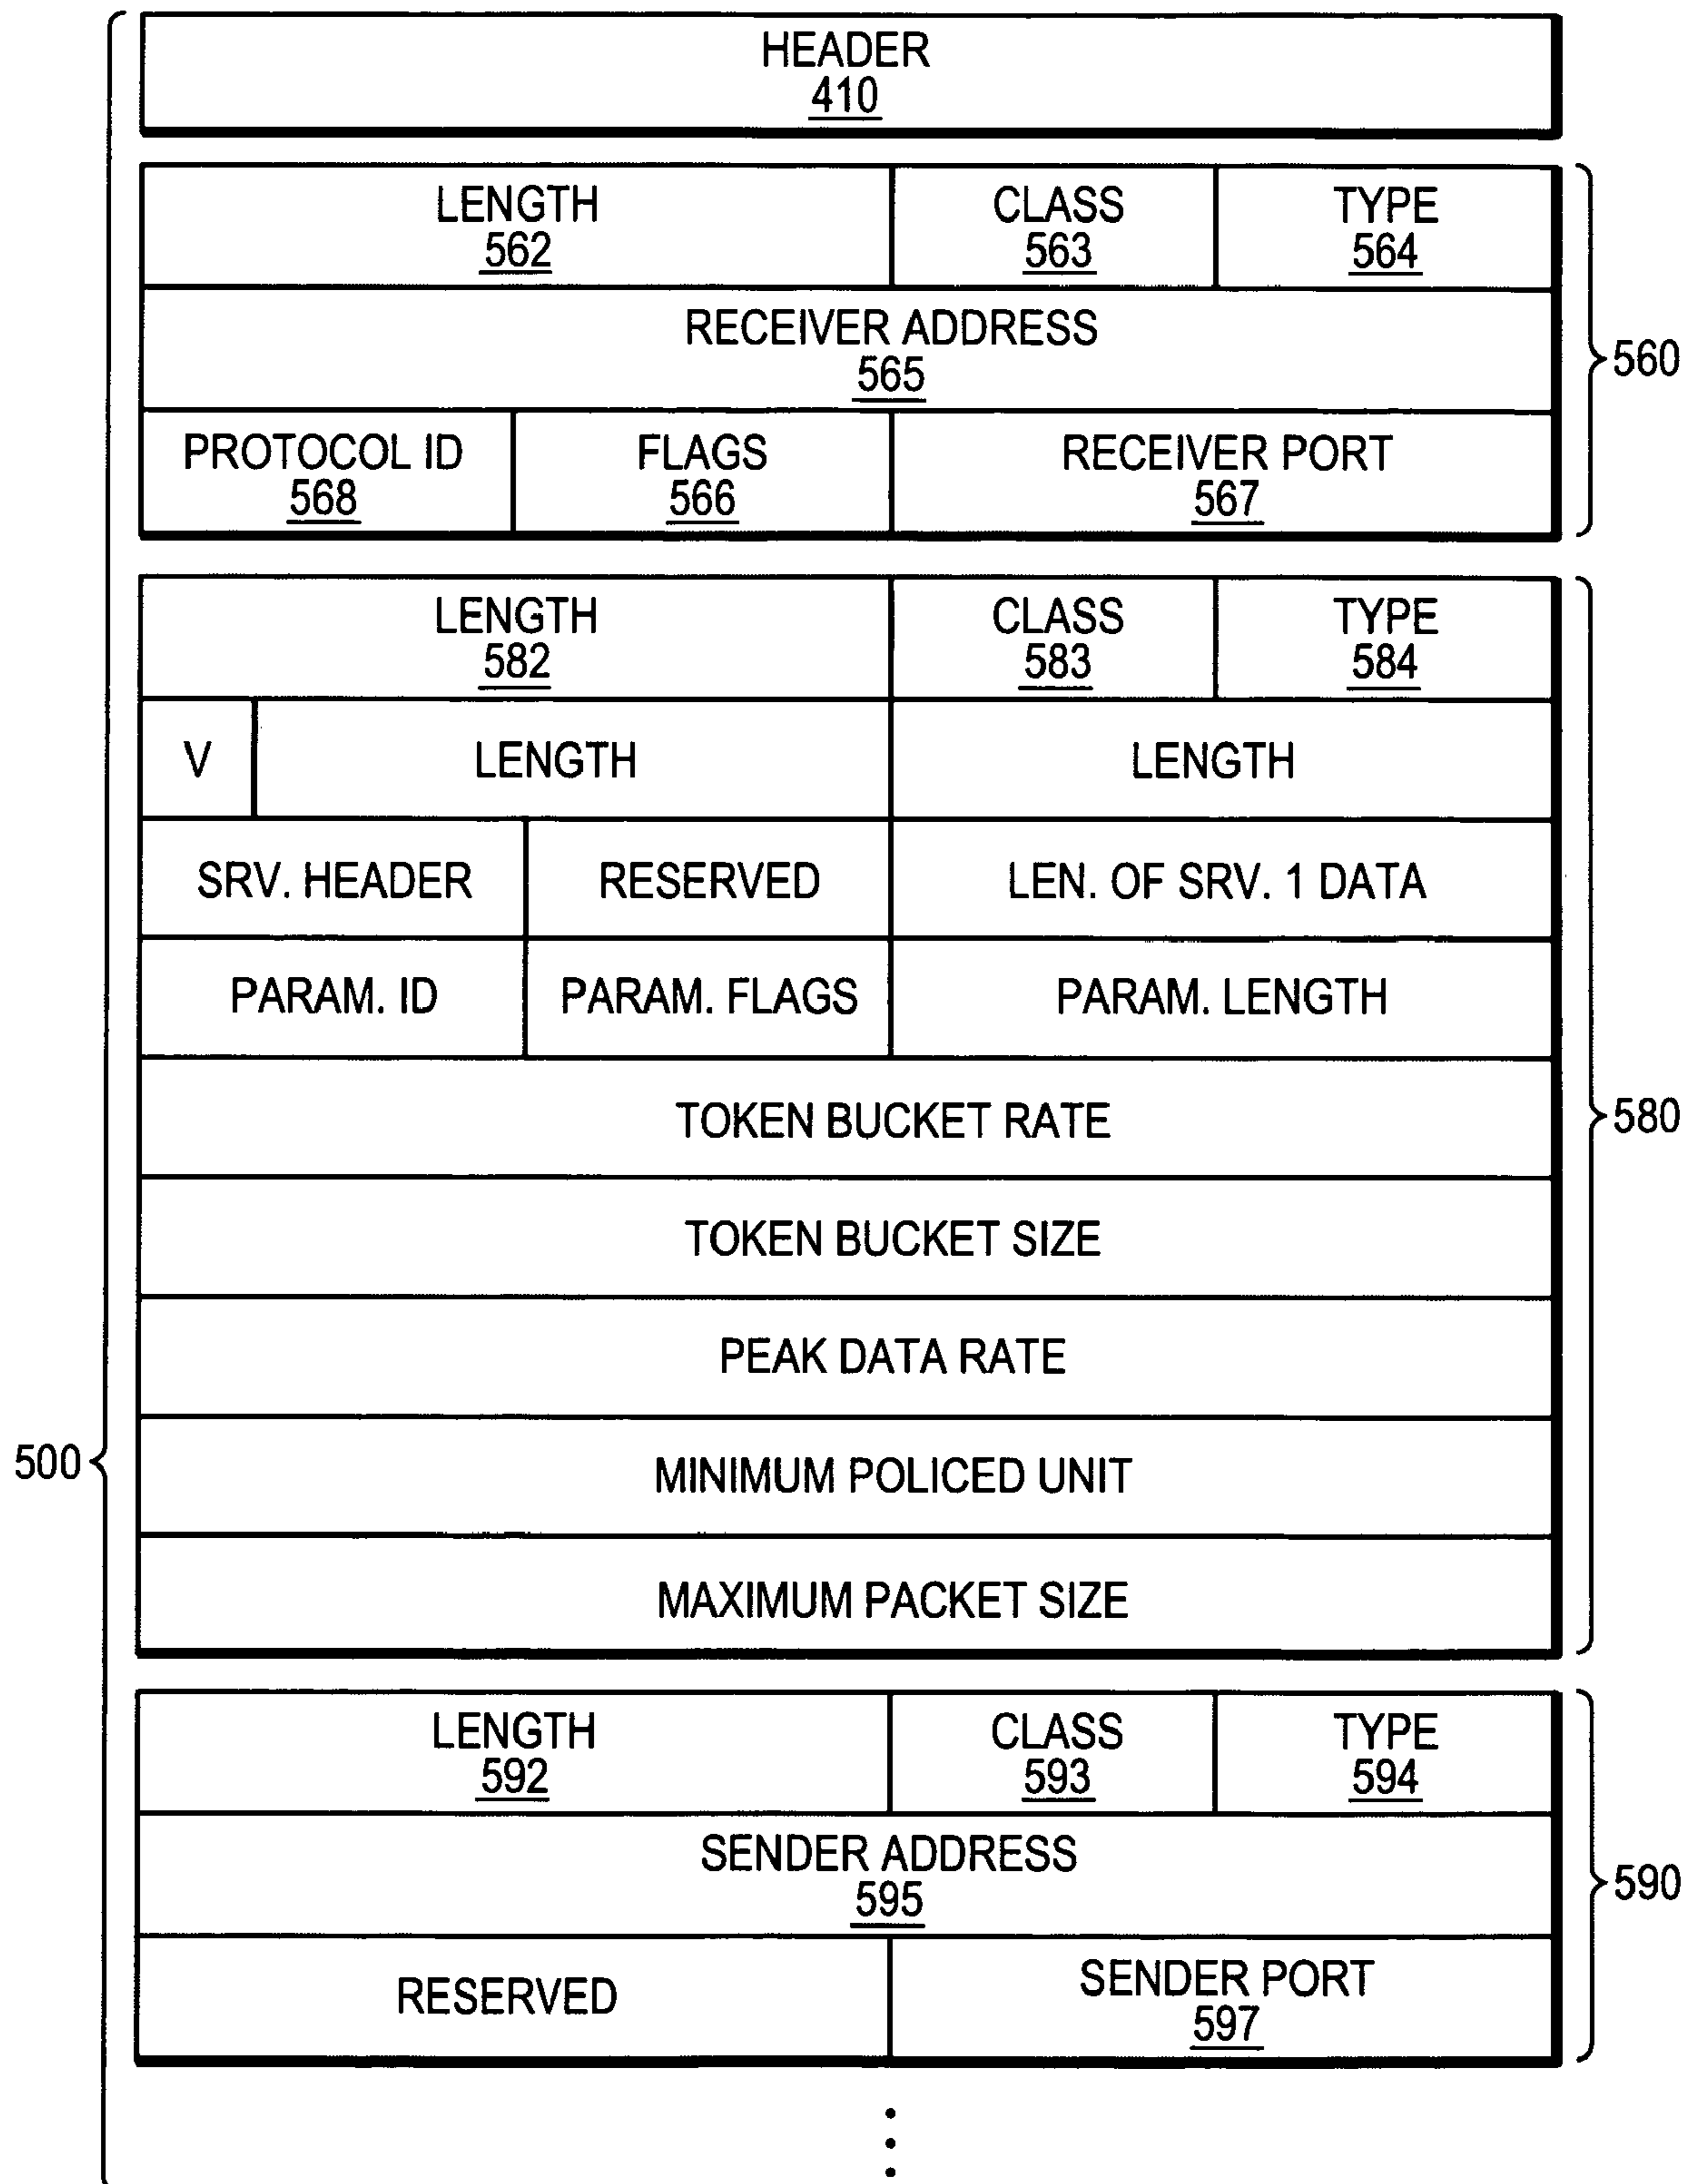 HEADER
410
LENGTH CLASS TYPE
562 563 564
RECEIVER ADDRESS
565
560
PROTOCOL ID FLAGS RECEIVER PORT
568 566 567
LENGTH CLASS TYPE
582 583 584
V LENGTH LENGTH
SRV. HEADER RESERVED LEN. OF SRV. 1 DATA
PARAM. ID PARAM. FLAGS PARAM. LENGTH
TOKEN BUCKET RATE
580
TOKEN BUCKET SIZE
PEAK DATA RATE
500
MINIMUM POLICED UNIT
MAXIMUM PACKET SIZE
LENGTH CLASS TYPE
592 593 594
SENDER ADDRESS
595
590
RESERVED SENDER PORT
597